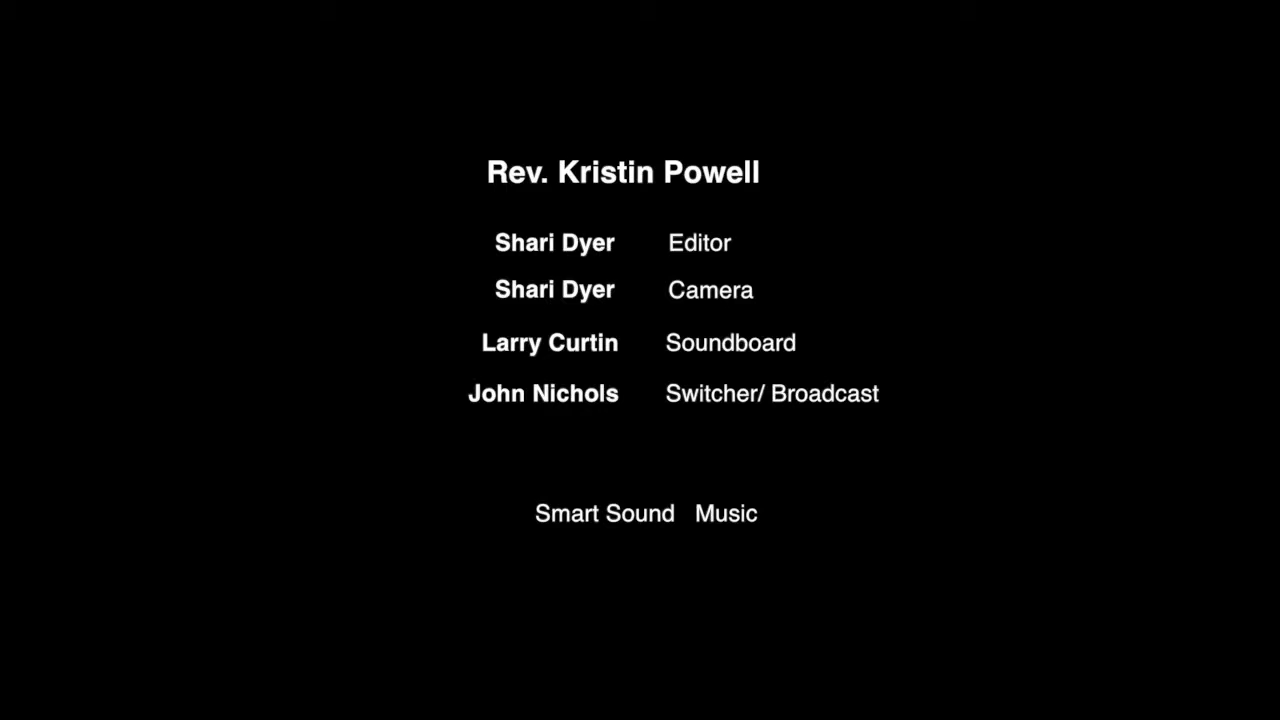 Rev. Kristin Powell
Shari Dyer Editor
Shari Dyer Camera
Larry Curtin Soundboard
John Nichols Switcher/ Broadcast
Smart Sound Music